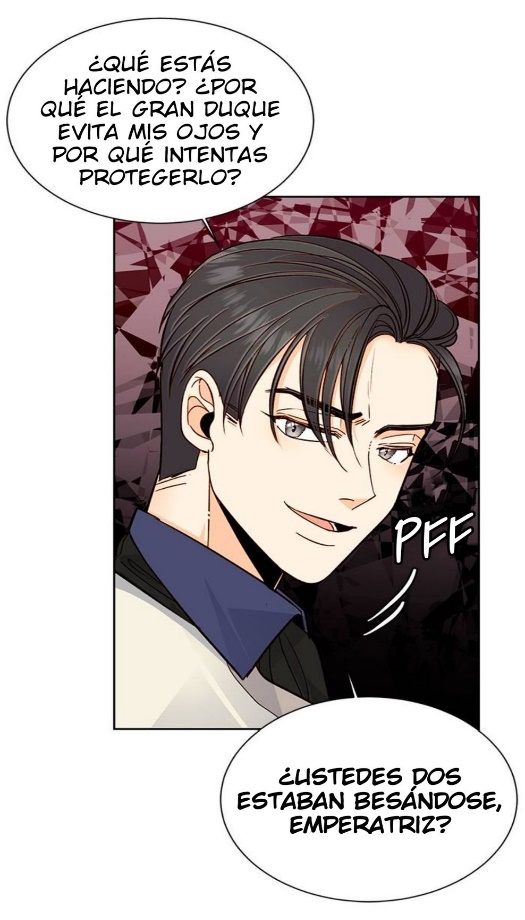 ¿QUÉ ESTÁS
HACIENDO? ¿POR
QUÉ EL GRAN DUQUE
EVITA MIS OJOS Y
POR QUÉ INTENTAS
PROTEGERLO?
PFF
¿USTEDES DOS
ESTABAN BESÁNDOSE,
EMPERATRIZ?